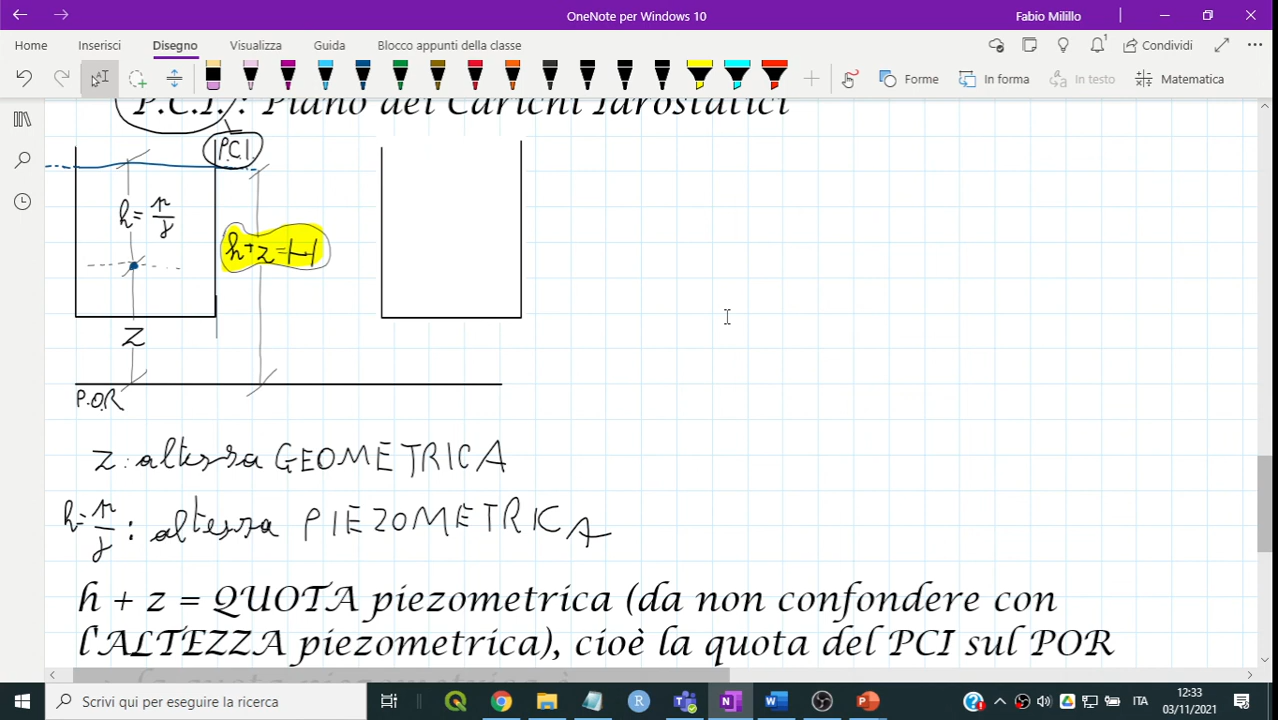 OneNote per Windows 10
Fabio Milillo
Home Inserisci Disegno Visualizza Guida Blocco appunti della classe
Condividi
Forme In forma In testo Matematica
P.C.I.): Piano dei Carichi Idrostatici
P.C.I.
h = p/γ
h+z=H
Z
P.O.R
z: altezza GEOMETRICA
h = p/γ : altezza PIEZOMETRICA
h + z = QUOTA piezometrica (da non confondere con
l'ALTEZZA piezometrica), cioè la quota del PCI sul POR
la quota piezometrica è
Scrivi qui per eseguire la ricerca
ITA
12:33
03/11/2021